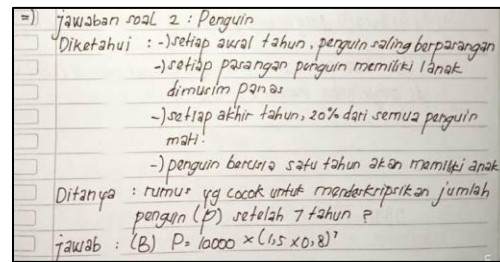 =) jawaban soal 2 : Penguin
Diketahui : -) setiap awal tahun, penguin saling berpasangan
-) setiap pasangan penguin memiliki 1 anak
dimusim panas
-) setiap akhir tahun, 20% dari semua penguin
mati.
-) penguin berusia satu tahun akan memiliki anak
Ditanya : rumus yg cocok untuk menderkripsikan jumlah
penguin (P) setelah 7 tahun ?
jawab : (B) P = 10000 × (1,5 × 0,8)⁷